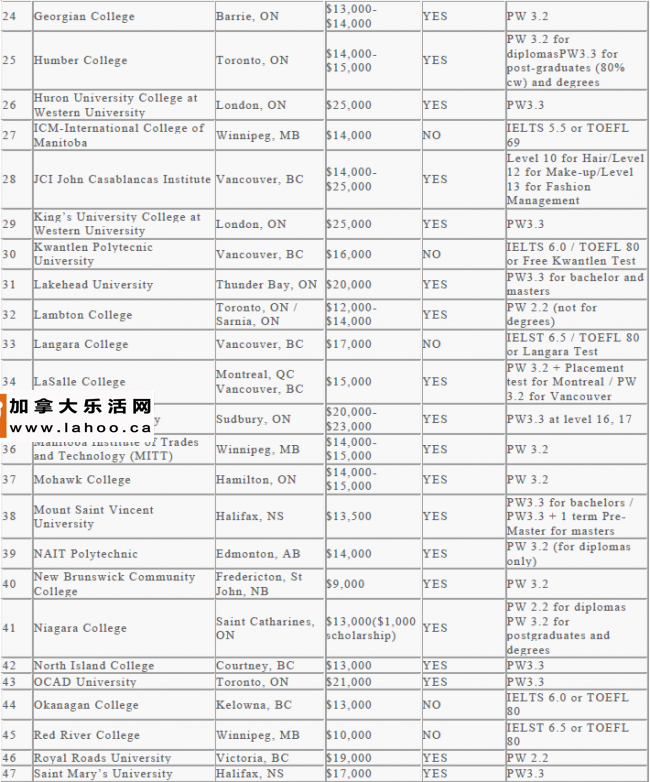 24 Georgian College Barrie, ON $13,000- YES PW 3.2
$14,000
25 Humber College Toronto, ON $14,000- YES PW 3.2 for
$15,000 diplomasPW3.3 for
post-graduates (80%
cw) and degrees
26 Huron University College at London, ON $25,000 YES PW3.3
Western University
27 ICM-International College of Winnipeg, MB $14,000 NO IELTS 5.5 or TOEFL
Manitoba 69
28 JCI John Casablancas Institute Vancouver, BC $14,000- YES Level 10 for Hair/Level
$25,000 12 for Make-up/Level
13 for Fashion
Management
29 King's University College at London, ON $25,000 YES PW3.3
Western University
30 Kwantlen Polytecnic Vancouver, BC $16,000 NO IELTS 6.0 / TOEFL 80
University or Free Kwantlen Test
31 Lakehead University Thunder Bay, ON $20,000 YES PW3.3 for bachelor and
masters
32 Lambton College Toronto, ON / $12,000- YES PW 2.2 (not for
Sarnia, ON $14,000 degrees)
33 Langara College Vancouver, BC $17,000 NO IELST 6.5 / TOEFL 80
or Langara Test
34 LaSalle College Montreal, QC $15,000 YES PW 3.2 + Placement
Vancouver, BC test for Montreal / PW
3.2 for Vancouver
加拿大乐活网
www.lahoo.ca
Sudbury, ON $20,000- YES PW3.3 at level 16, 17
$23,000
36 Manitoba Institute of Trades Winnipeg, MB $14,000- YES PW 3.2
and Technology (MITT) $15,000
37 Mohawk College Hamilton, ON $14,000- YES PW 3.2
$15,000
38 Mount Saint Vincent Halifax, NS $13,500 YES PW3.3 for bachelors /
University PW3.3 + 1 term Pre-
Master for masters
39 NAIT Polytechnic Edmonton, AB $14,000 YES PW 3.2 (for diplomas
only)
40 New Brunswick Community Fredericton, St $9,000 YES PW 3.2
College John, NB
41 Niagara College Saint Catharines, $13,000($1,000 YES PW 2.2 for diplomas
ON scholarship) PW 3.2 for
postgraduates and
degrees
42 North Island College Courtney, BC $13,000 YES PW3.3
43 OCAD University Toronto, ON $21,000 YES PW3.3
44 Okanagan College Kelowna, BC $13,000 NO IELTS 6.0 or TOEFL
80
45 Red River College Winnipeg, MB $10,000 NO IELST 6.5 or TOEFL
80
46 Royal Roads University Victoria, BC $19,000 YES PW 2.2
47 Saint Mary's University Halifax, NS $17,000 YES PW3.3